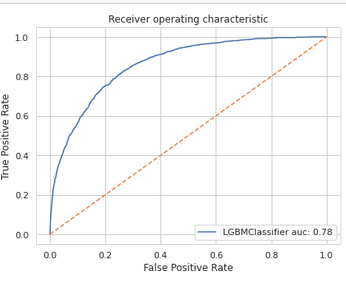 Receiver operating characteristic
1.0
0.8
0.6
0.4
0.2
0.0
True Positive Rate
LGBMClassifier auc: 0.78
0.0 0.2 0.4 0.6 0.8 1.0
False Positive Rate